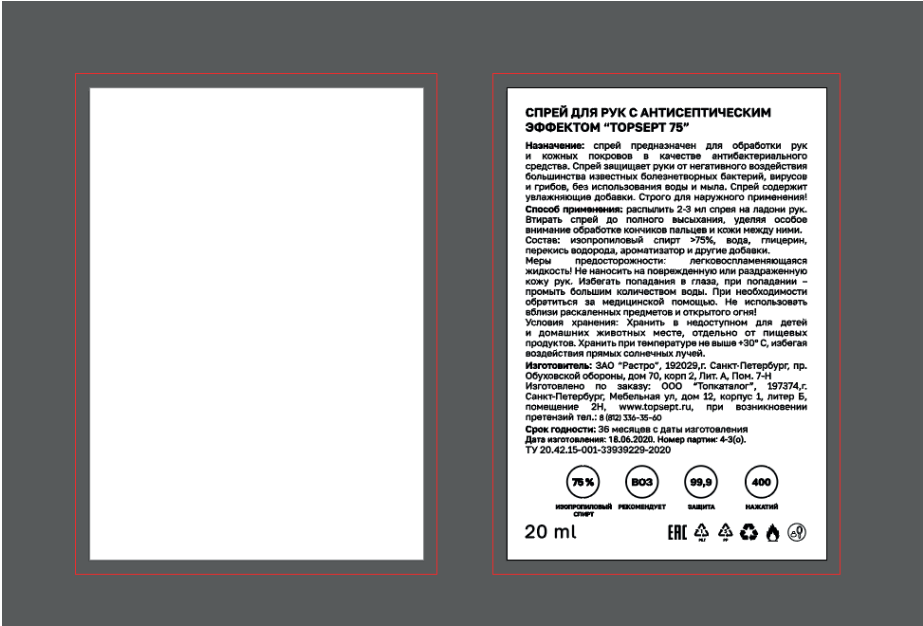 СПРЕЙ ДЛЯ РУК С АНТИСЕПТИЧЕСКИМ
ЭФФЕКТОМ “TOPSEPT 75”
Назначение: спрей предназначен для обработки рук
и кожных покровов в качестве антибактериального
средства. Спрей защищает руки от негативного воздействия
большинства известных болезнетворных бактерий, вирусов
и грибов, без использования воды и мыла. Спрей содержит
увлажняющие добавки. Строго для наружного применения!
Способ применения: распылить 2-3 мл спрея на ладони рук.
Втирать спрей до полного высыхания, уделяя особое
внимание обработке кончиков пальцев и кожи между ними.
Состав: изопропиловый спирт >75%, вода, глицерин,
перекись водорода, ароматизатор и другие добавки.
Меры предосторожности: легковоспламеняющаяся
жидкость! Не наносить на поврежденную или раздраженную
кожу рук. Избегать попадания в глаза, при попадании –
промыть большим количеством воды. При необходимости
обратиться за медицинской помощью. Не использовать
вблизи раскаленных предметов и открытого огня!
Условия хранения: Хранить в недоступном для детей
и домашних животных месте, отдельно от пищевых
продуктов. Хранить при температуре не выше +30° С, избегая
воздействия прямых солнечных лучей.
Изготовитель: ЗАО “Растро”, 192029,г. Санкт-Петербург, пр.
Обуховской обороны, дом 70, корп 2, Лит. А, Пом. 7-Н
Изготовлено по заказу: ООО “Топкаталог”, 197374,г.
Санкт-Петербург, Мебельная ул, дом 12, корпус 1, литер Б,
помещение 2Н, www.topsept.ru, при возникновении
претензий тел.: 8 (812) 336-35-60
Срок годности: 36 месяцев с даты изготовления
Дата изготовления: 18.06.2020. Номер партии: 4-3(о).
ТУ 20.42.15-001-33939229-2020
75 % ВОЗ 99,9 400
ИЗОПРОПИЛОВЫЙ СПИРТ РЕКОМЕНДУЕТ ЗАЩИТА НАЖАТИЙ
20 ml EAC